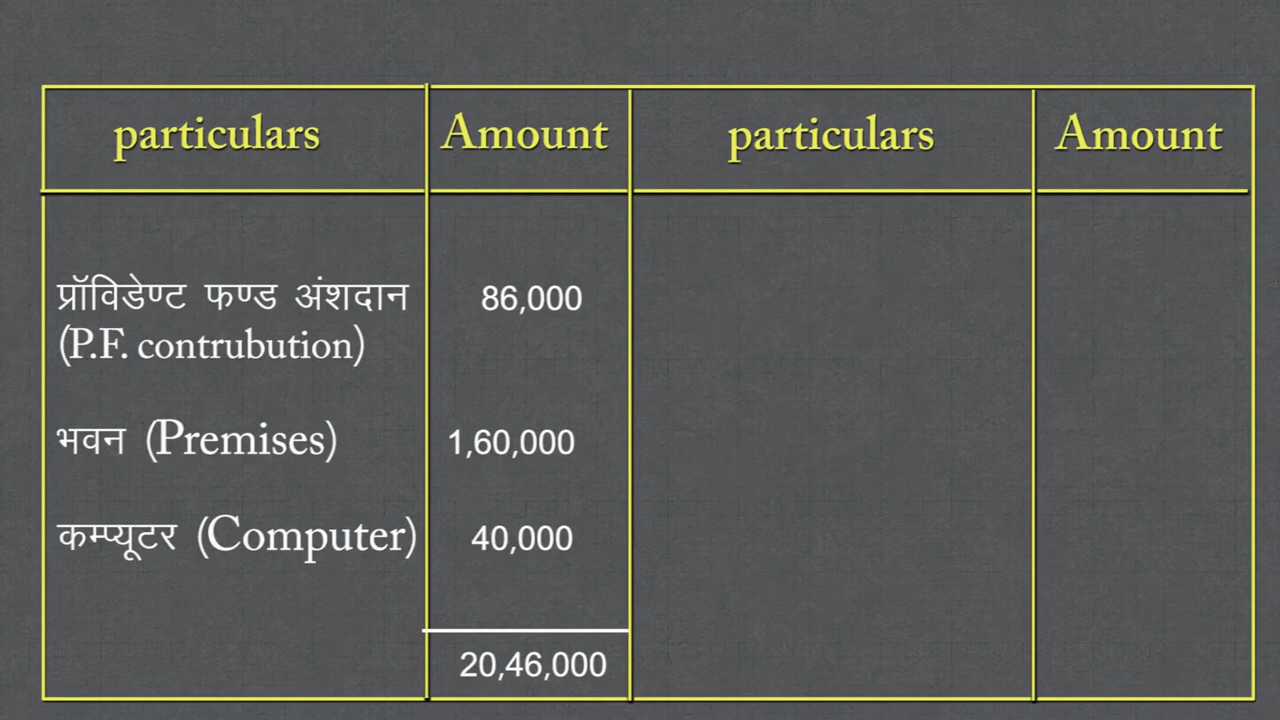 particulars Amount particulars Amount
प्रॉविडेण्ट फण्ड अंशदान 86,000
(P.F. contrubution)
भवन (Premises) 1,60,000
कम्प्यूटर (Computer) 40,000
20,46,000